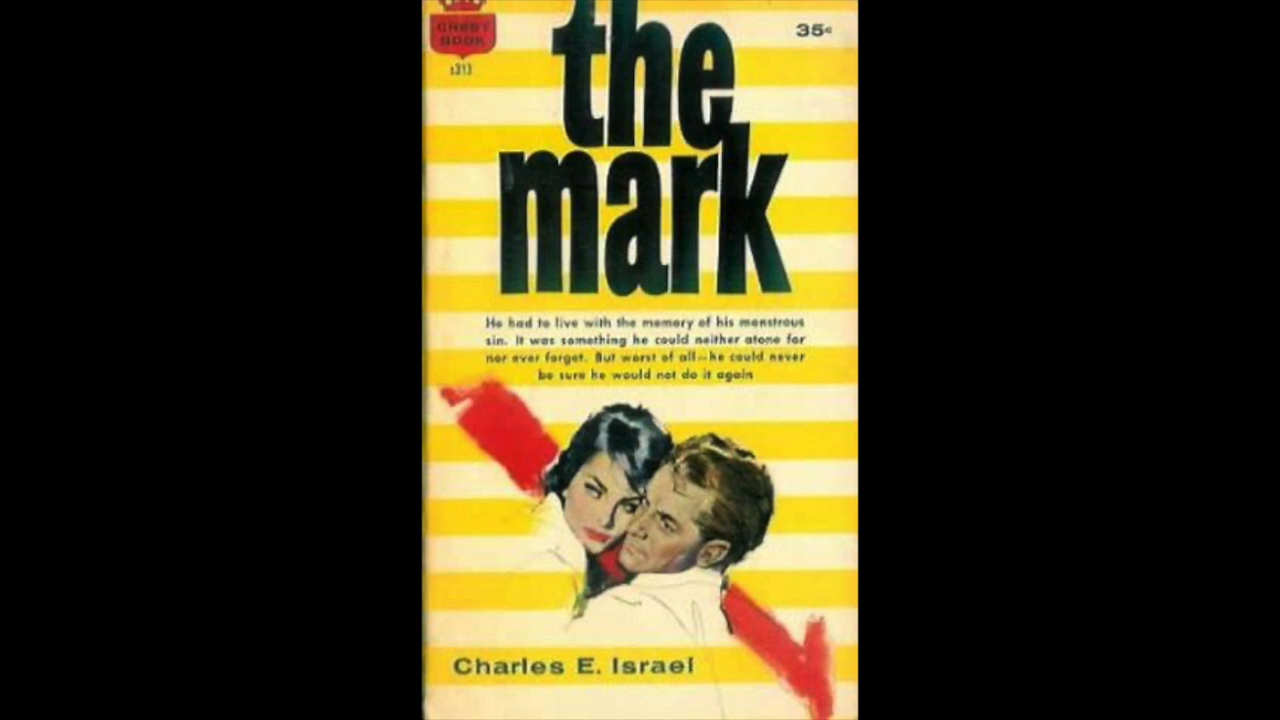 the
35¢
CREST
BOOK
s313
mark
He had to live with the memory of his monstrous
sin. It was something he could neither atone for
nor ever forget. But worst of all—he could never
be sure he would not do it again
Charles E. Israel